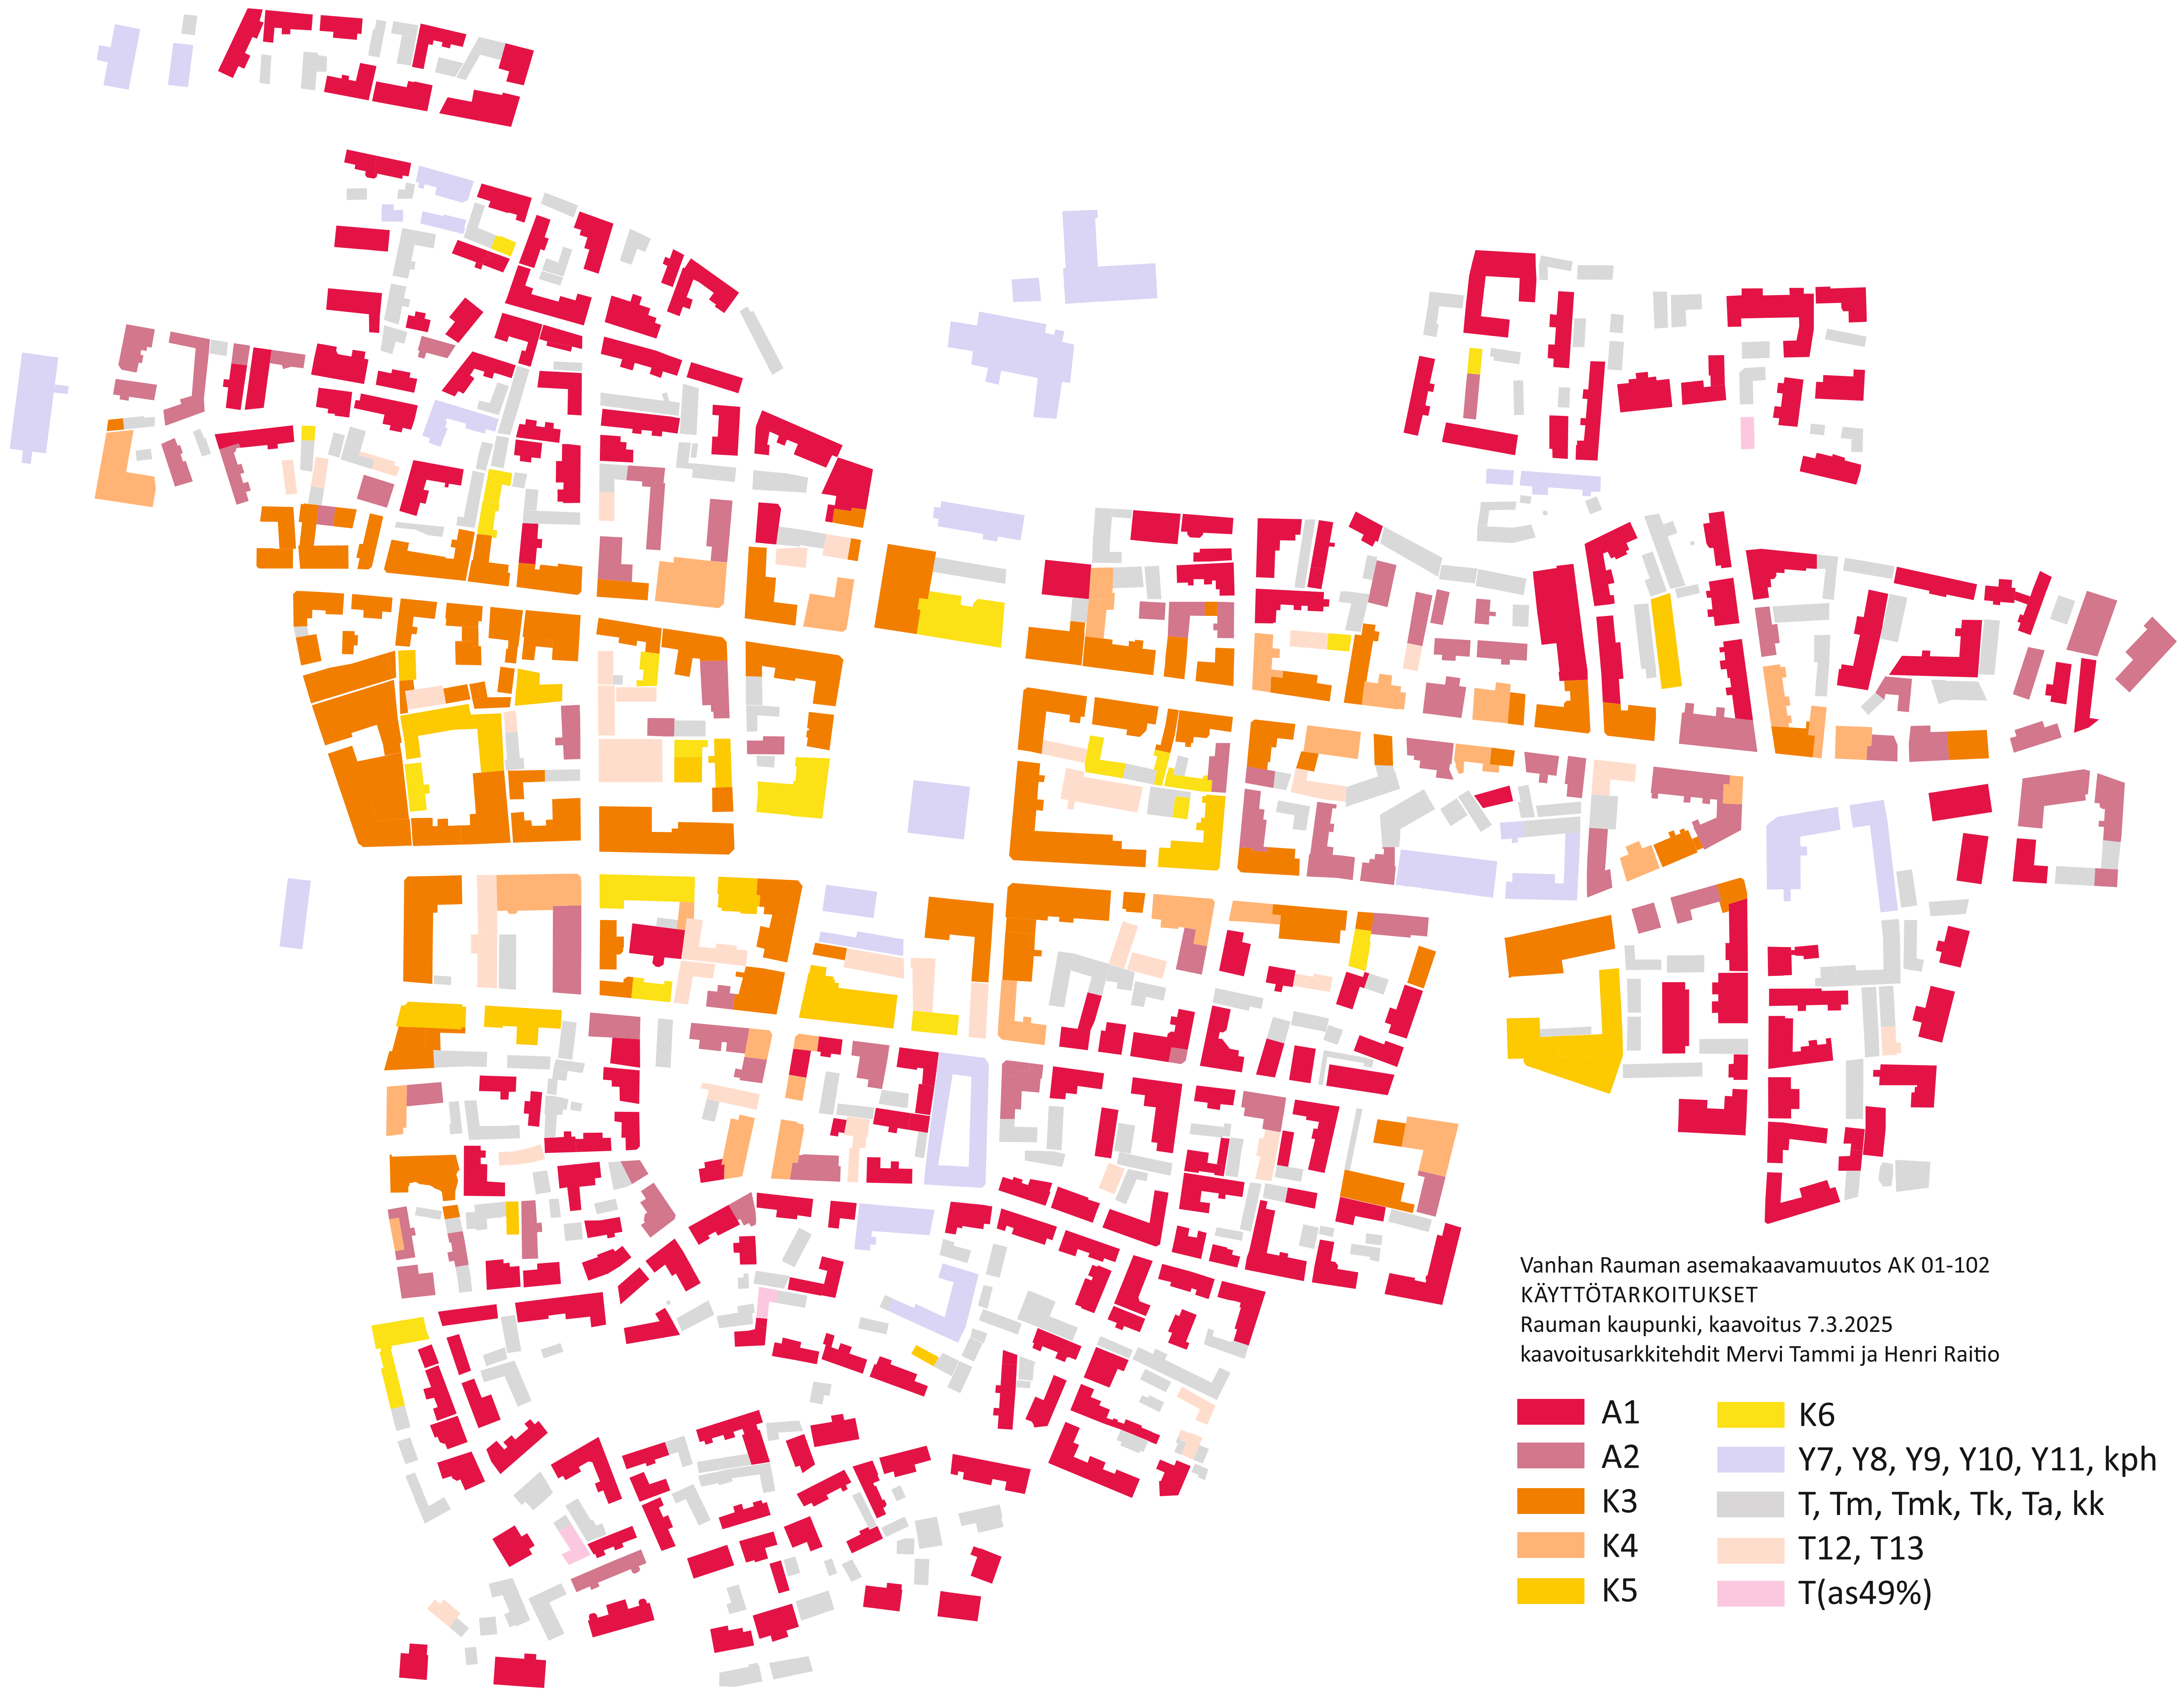 Vanhan Rauman asemakaavamuutos AK 01-102
KÄYTTÖTARKOITUKSET
Rauman kaupunki, kaavoitus 7.3.2025
kaavoitusarkkitehdit Mervi Tammi ja Henri Raitio
A1
A2
K3
K4
K5
K6
Y7, Y8, Y9, Y10, Y11, kph
T, Tm, Tmk, Tk, Ta, kk
T12, T13
T(as49%)